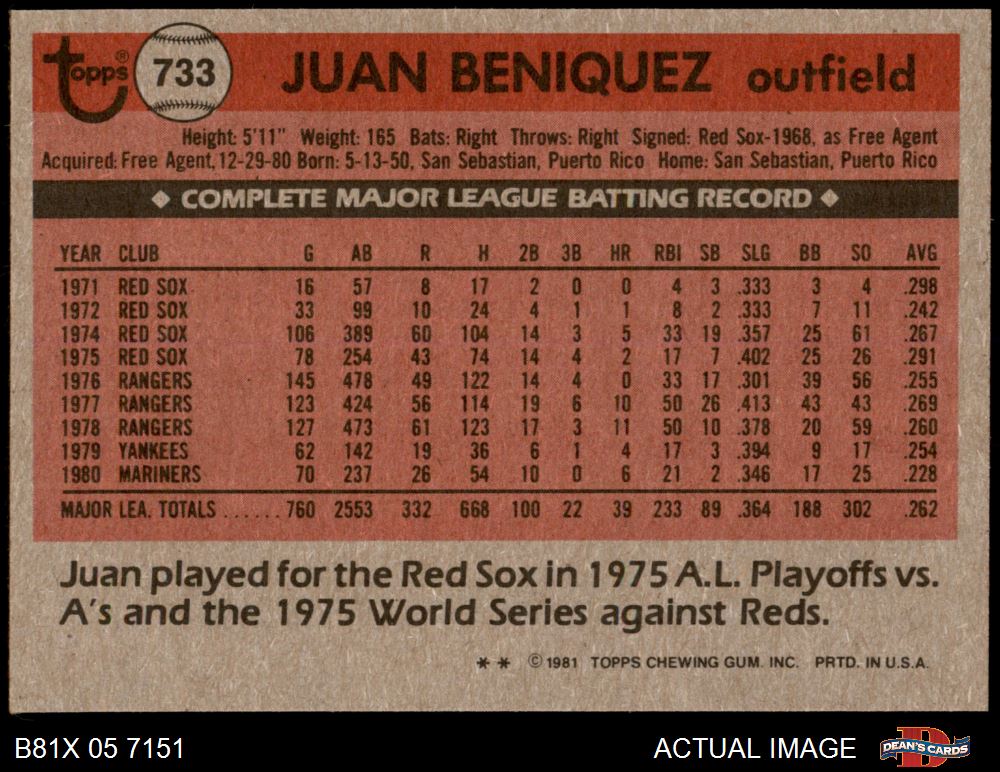 Topps® 733 JUAN BENIQUEZ outfield
Height: 5'11" Weight: 165 Bats: Right Throws: Right Signed: Red Sox-1968, as Free Agent
Acquired: Free Agent, 12-29-80 Born: 5-13-50, San Sebastian, Puerto Rico Home: San Sebastian, Puerto Rico
COMPLETE MAJOR LEAGUE BATTING RECORD
YEAR CLUB G AB R H 2B 3B HR RBI SB SLG BB SO AVG
1971 RED SOX 16 57 8 17 2 0 0 4 3 .333 3 4 .298
1972 RED SOX 33 99 10 24 4 1 1 8 2 .333 7 11 .242
1974 RED SOX 106 389 60 104 14 3 5 33 19 .357 25 61 .267
1975 RED SOX 78 254 43 74 14 4 2 17 7 .402 25 26 .291
1976 RANGERS 145 478 49 122 14 4 0 33 17 .301 39 56 .255
1977 RANGERS 123 424 56 114 19 6 10 50 26 .413 43 43 .269
1978 RANGERS 127 473 61 123 17 3 11 50 10 .378 20 59 .260
1979 YANKEES 62 142 19 36 6 1 4 17 3 .394 9 17 .254
1980 MARINERS 70 237 26 54 10 0 6 21 2 .346 17 25 .228
MAJOR LEA. TOTALS ...... 760 2553 332 668 100 22 39 233 89 .364 188 302 .262
Juan played for the Red Sox in 1975 A.L. Playoffs vs.
A's and the 1975 World Series against Reds.
** ©1981 TOPPS CHEWING GUM. INC. PRTD. IN U.S.A.
B81X 05 7151 ACTUAL IMAGE D DEAN'S CARDS